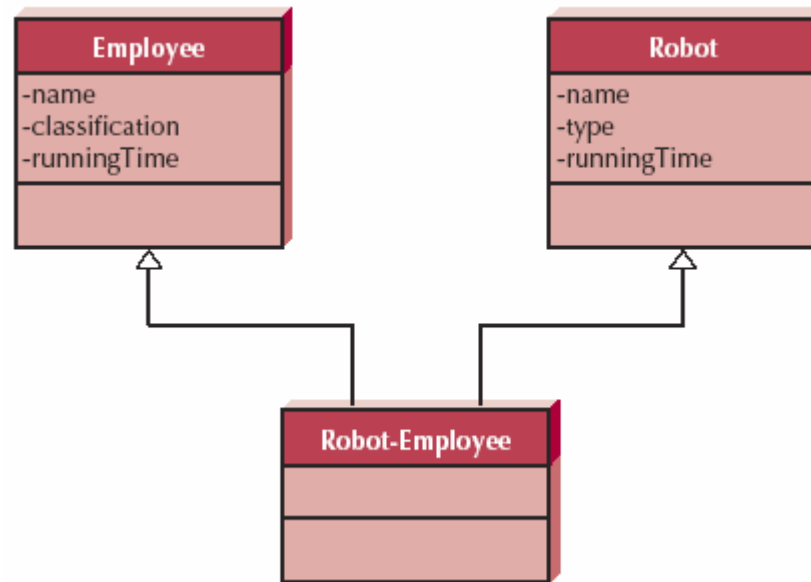 Employee
-name
-classification
-runningTime
Robot
-name
-type
-runningTime
Robot-Employee